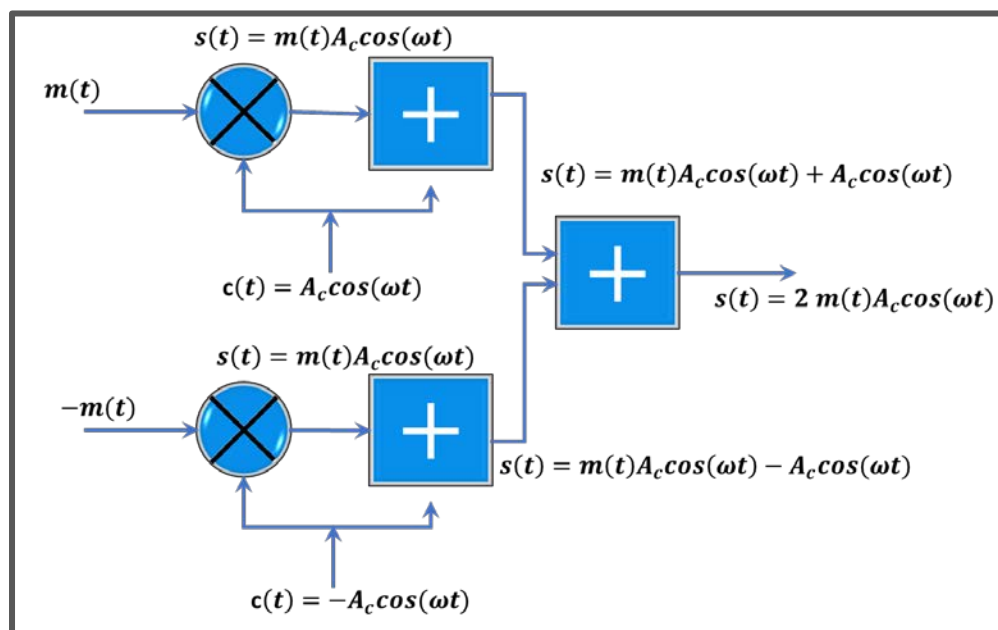 s(t) = m(t)A_c cos(ωt)
m(t)
+
s(t) = m(t)A_c cos(ωt) + A_c cos(ωt)
c(t) = A_c cos(ωt)
+
s(t) = 2 m(t)A_c cos(ωt)
s(t) = m(t)A_c cos(ωt)
−m(t)
+
s(t) = m(t)A_c cos(ωt) − A_c cos(ωt)
c(t) = −A_c cos(ωt)